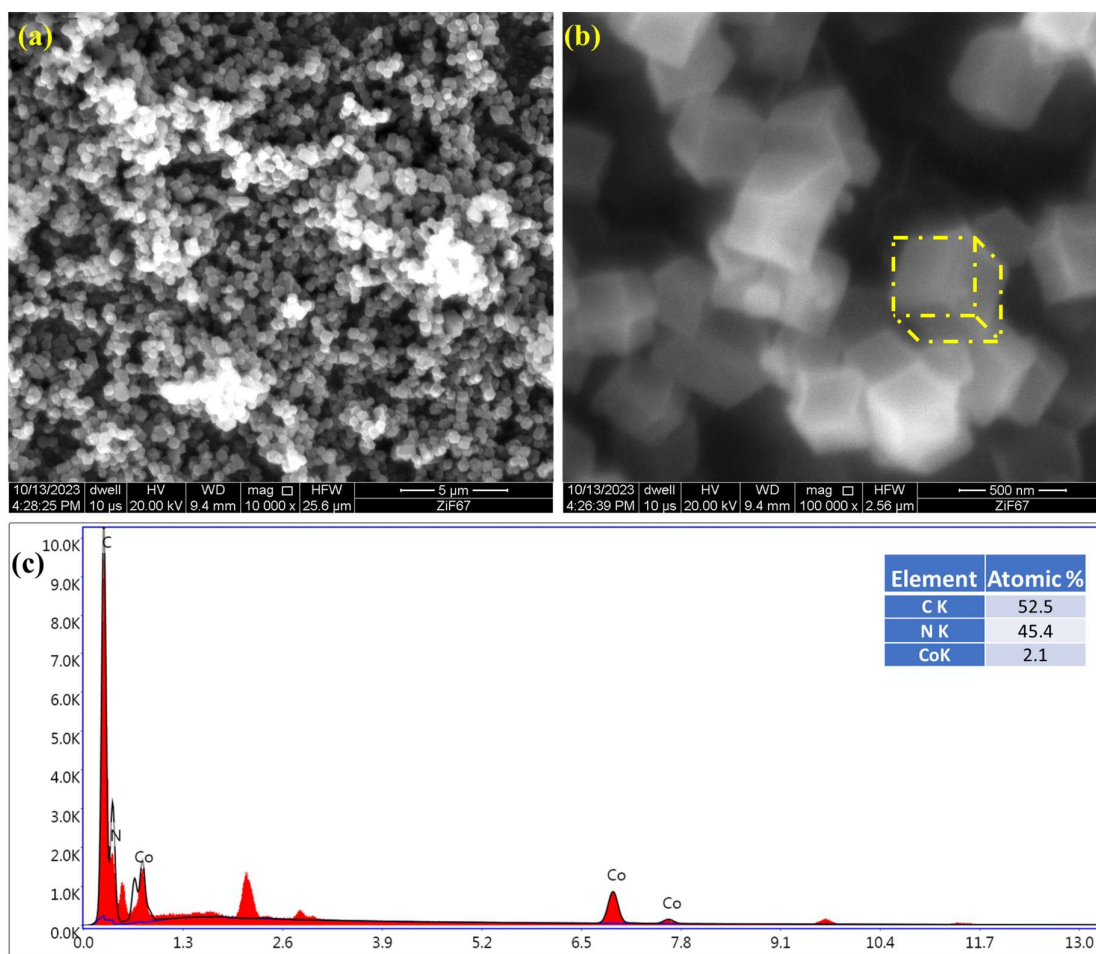 (a)
10/13/2023 dwell HV WD mag □ HFW 5 µm
4:28:25 PM 10 µs 20.00 kV 9.4 mm 10 000 x 25.6 µm ZiF67
(b)
10/13/2023 dwell HV WD mag □ HFW 500 nm
4:26:39 PM 10 µs 20.00 kV 9.4 mm 100 000 x 2.56 µm ZiF67
(c)
10.0K
9.0K
8.0K
7.0K
6.0K
5.0K
4.0K
3.0K
2.0K
1.0K
0.0K
C
N
Co
Co
Co
Element Atomic %
C K 52.5
N K 45.4
CoK 2.1
0.0 1.3 2.6 3.9 5.2 6.5 7.8 9.1 10.4 11.7 13.0